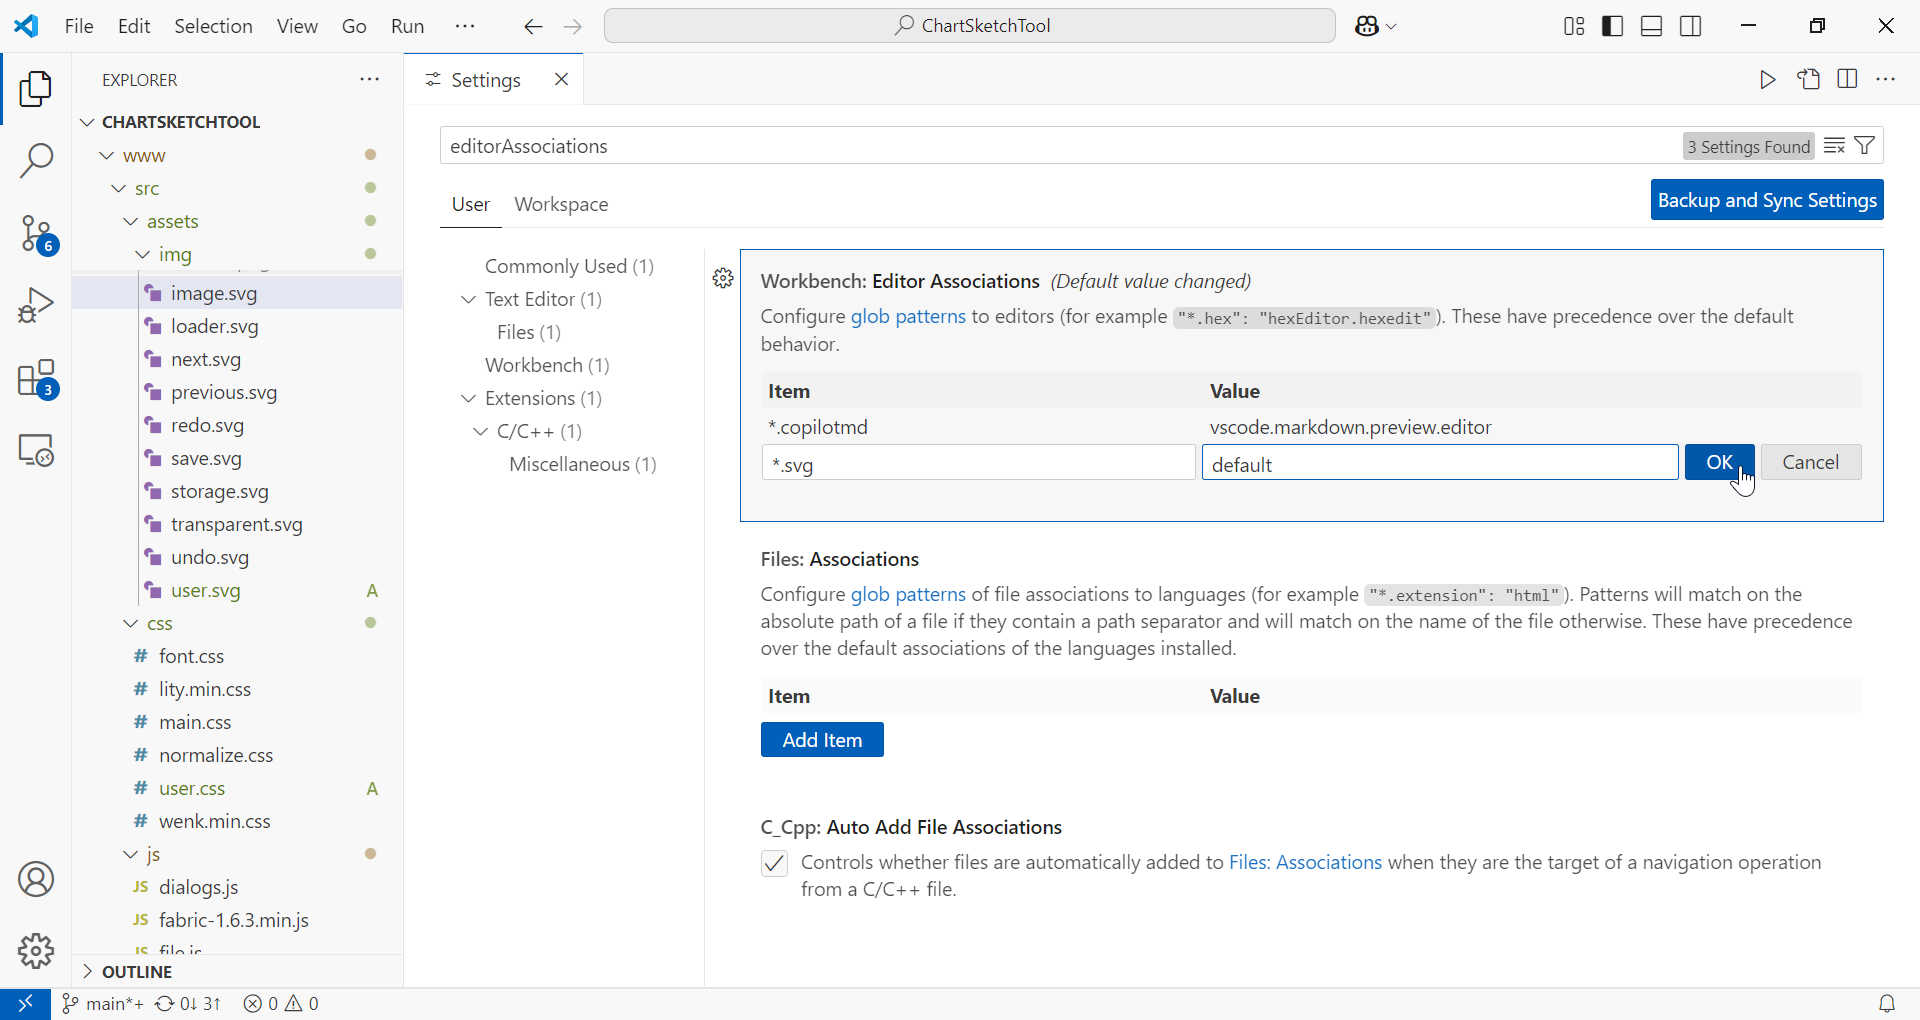 File Edit Selection View Go Run ···
ChartSketchTool
EXPLORER
CHARTSKETCHTOOL
www
src
assets
img
image.svg
loader.svg
next.svg
previous.svg
redo.svg
save.svg
storage.svg
transparent.svg
undo.svg
user.svg A
css
# font.css
# lity.min.css
# main.css
# normalize.css
# user.css A
# wenk.min.css
js
JS dialogs.js
JS fabric-1.6.3.min.js
JS file.js
OUTLINE
6
3
Settings
editorAssociations
3 Settings Found
User Workspace
Backup and Sync Settings
Commonly Used (1)
Text Editor (1)
Files (1)
Workbench (1)
Extensions (1)
C/C++ (1)
Miscellaneous (1)
Workbench: Editor Associations (Default value changed)
Configure glob patterns to editors (for example "*.hex": "hexEditor.hexedit"). These have precedence over the default
behavior.
Item Value
*.copilotmd vscode.markdown.preview.editor
*.svg default OK Cancel
Files: Associations
Configure glob patterns of file associations to languages (for example "*.extension": "html"). Patterns will match on the
absolute path of a file if they contain a path separator and will match on the name of the file otherwise. These have precedence
over the default associations of the languages installed.
Item Value
Add Item
C_Cpp: Auto Add File Associations
Controls whether files are automatically added to Files: Associations when they are the target of a navigation operation
from a C/C++ file.
main*+ 0↓ 3↑ 0 0